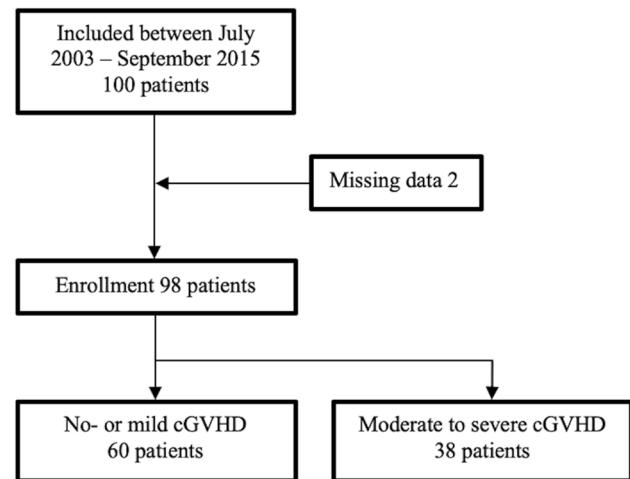 Included between July
2003 – September 2015
100 patients
Missing data 2
Enrollment 98 patients
No- or mild cGVHD
60 patients
Moderate to severe cGVHD
38 patients